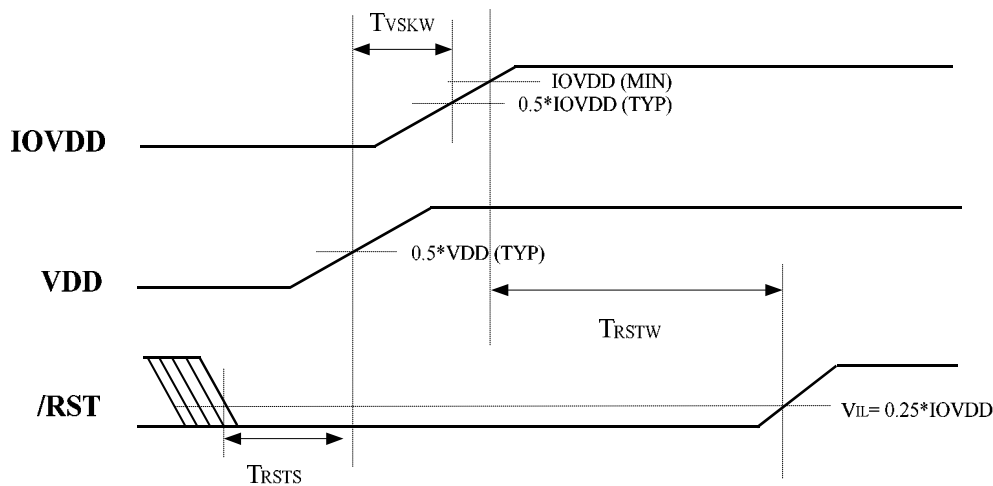 TVSKW
IOVDD (MIN)
0.5*IOVDD (TYP)
IOVDD
0.5*VDD (TYP)
VDD
TRSTW
/RST
VIL= 0.25*IOVDD
TRSTS